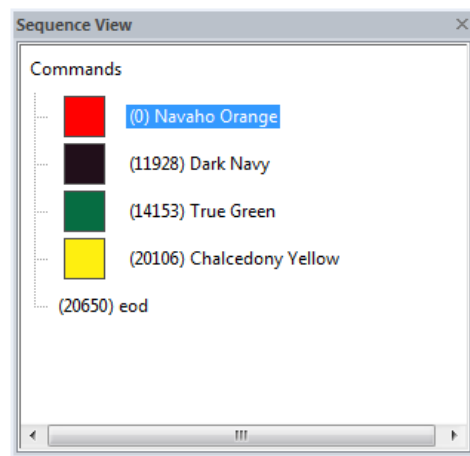 Sequence View
Commands
(0) Navaho Orange
(11928) Dark Navy
(14153) True Green
(20106) Chalcedony Yellow
(20650) eod